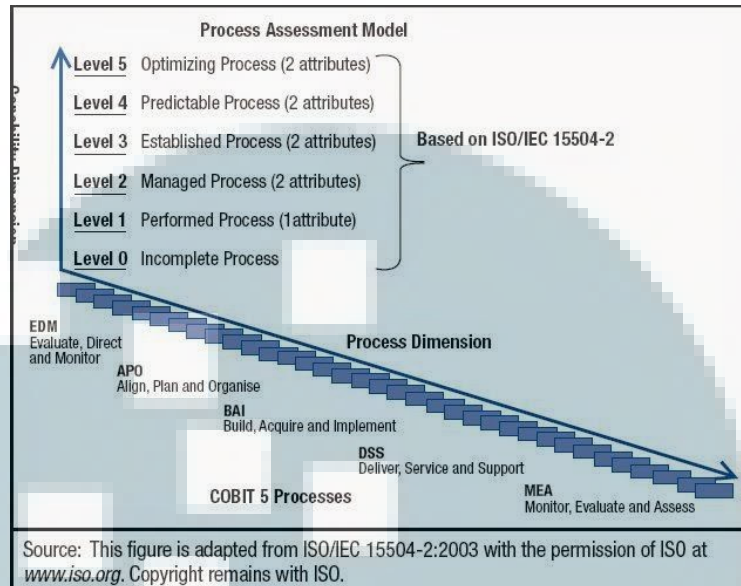 Process Assessment Model
Level 5 Optimizing Process (2 attributes)
Level 4 Predictable Process (2 attributes)
Level 3 Established Process (2 attributes)
Level 2 Managed Process (2 attributes)
Level 1 Performed Process (1attribute)
Level 0 Incomplete Process
Based on ISO/IEC 15504-2
Process Dimension
EDM
Evaluate, Direct
and Monitor
APO
Align, Plan and Organise
BAI
Build, Acquire and Implement
DSS
Deliver, Service and Support
MEA
Monitor, Evaluate and Assess
COBIT 5 Processes
Source: This figure is adapted from ISO/IEC 15504-2:2003 with the permission of ISO at
www.iso.org. Copyright remains with ISO.